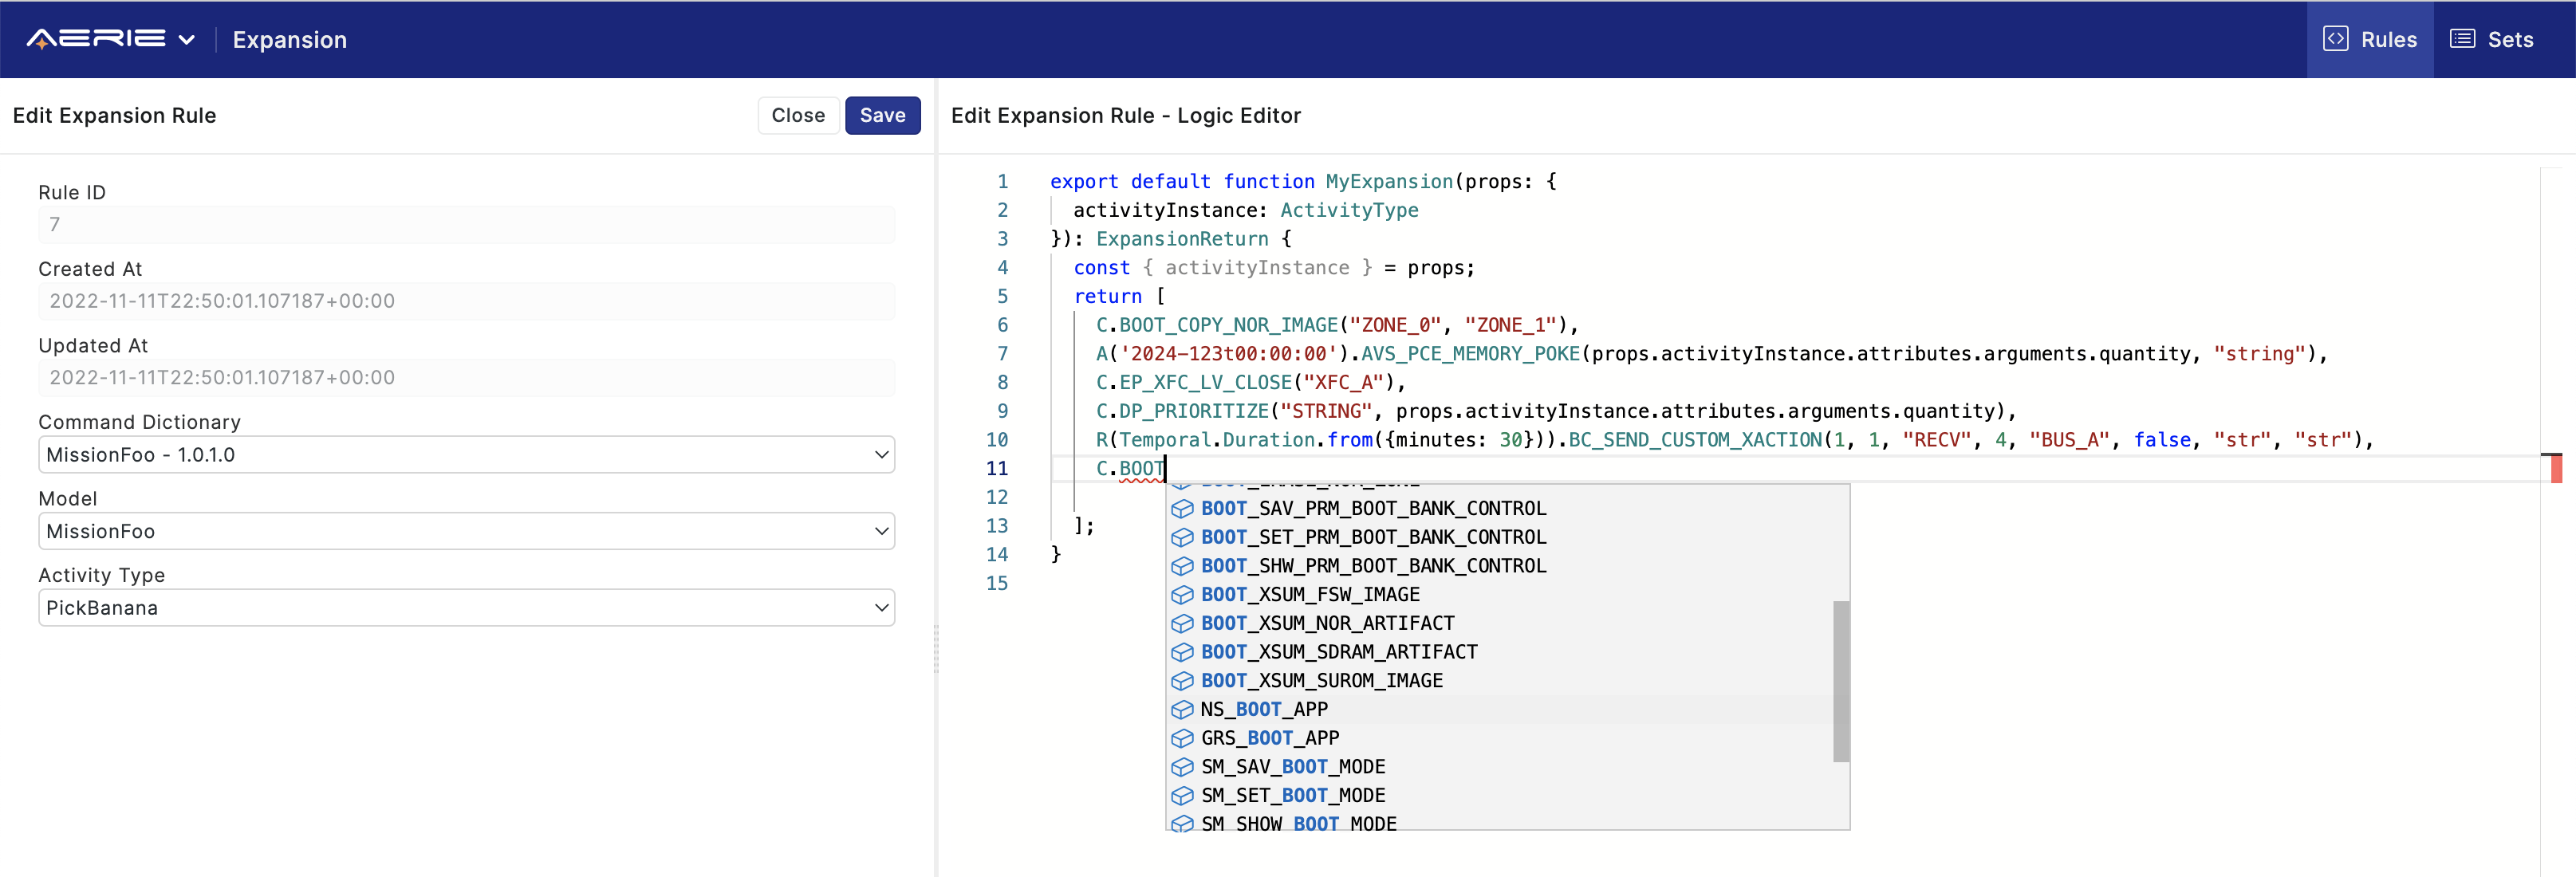 AERIE
Expansion
Rules
Sets
Edit Expansion Rule
Close
Save
Rule ID
7
Created At
2022-11-11T22:50:01.107187+00:00
Updated At
2022-11-11T22:50:01.107187+00:00
Command Dictionary
MissionFoo - 1.0.1.0
Model
MissionFoo
Activity Type
PickBanana
Edit Expansion Rule - Logic Editor
1 export default function MyExpansion(props: {
2 activityInstance: ActivityType
3 }): ExpansionReturn {
4 const { activityInstance } = props;
5 return [
6 C.BOOT_COPY_NOR_IMAGE("ZONE_0", "ZONE_1"),
7 A('2024-123t00:00:00').AVS_PCE_MEMORY_POKE(props.activityInstance.attributes.arguments.quantity, "string"),
8 C.EP_XFC_LV_CLOSE("XFC_A"),
9 C.DP_PRIORITIZE("STRING", props.activityInstance.attributes.arguments.quantity),
10 R(Temporal.Duration.from({minutes: 30})).BC_SEND_CUSTOM_XACTION(1, 1, "RECV", 4, "BUS_A", false, "str", "str"),
11 C.BOOT
12
13 ];
14 }
15
BOOT_SAV_PRM_BOOT_BANK_CONTROL
BOOT_SET_PRM_BOOT_BANK_CONTROL
BOOT_SHW_PRM_BOOT_BANK_CONTROL
BOOT_XSUM_FSW_IMAGE
BOOT_XSUM_NOR_ARTIFACT
BOOT_XSUM_SDRAM_ARTIFACT
BOOT_XSUM_SUROM_IMAGE
NS_BOOT_APP
GRS_BOOT_APP
SM_SAV_BOOT_MODE
SM_SET_BOOT_MODE
SM_SHOW_BOOT_MODE